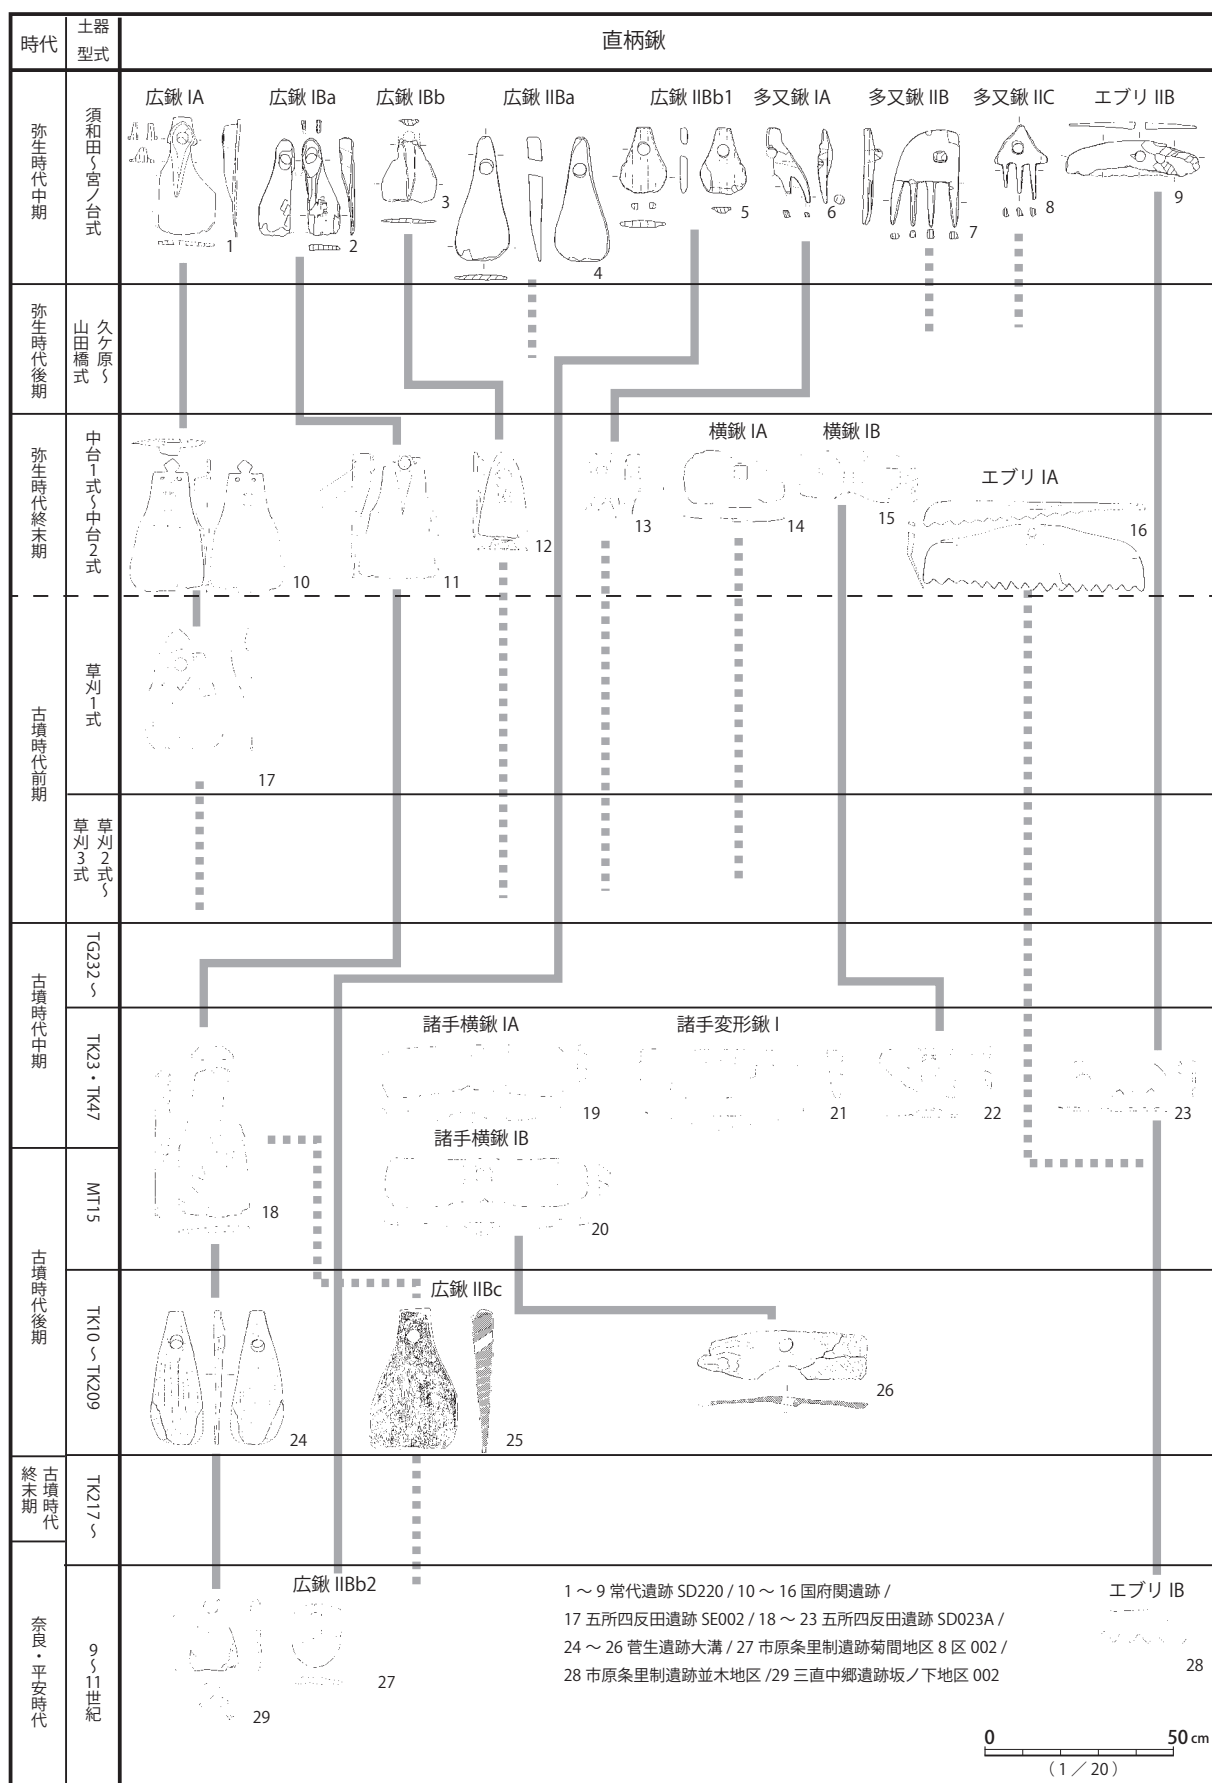 時代
土器
型式
直柄鍬
弥生時代中期
須和田～宮ノ台式
広鍬 IA
広鍬 IBa
広鍬 IBb
広鍬 IIBa
広鍬 IIBb1
多又鍬 IA
多又鍬 IIB
多又鍬 IIC
エブリ IIB
1
2
3
4
5
6
7
8
9
弥生時代後期
久ケ原～
山田橋式
弥生時代終末期
中台1式～中台2式
横鍬 IA
横鍬 IB
エブリ IA
10
11
12
13
14
15
16
古墳時代前期
草刈1式
17
草刈2式～
草刈3式
古墳時代中期
TG232～
TK23・TK47
諸手横鍬 IA
諸手変形鍬 I
19
21
22
23
諸手横鍬 IB
古墳時代後期
MT15
18
20
TK10～TK209
広鍬 IIBc
24
25
26
古墳時代
終末期
TK217～
奈良・平安時代
9～11世紀
広鍬 IIBb2
エブリ IB
27
28
29
1～9 常代遺跡 SD220 / 10～16 国府関遺跡 /
17 五所四反田遺跡 SE002 / 18～23 五所四反田遺跡 SD023A /
24～26 菅生遺跡大溝 / 27 市原条里制遺跡菊間地区 8 区 002 /
28 市原条里制遺跡並木地区 /29 三直中郷遺跡坂ノ下地区 002
0 50 cm
(1／20)